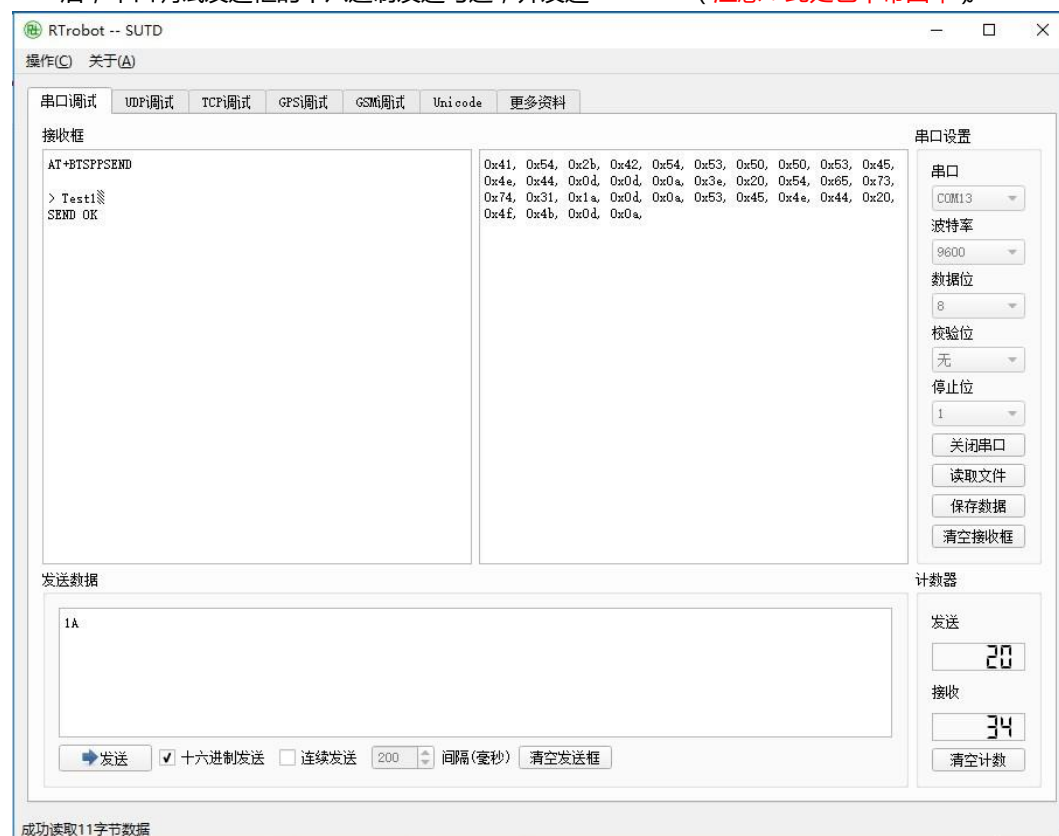 RTrobot -- SUTD
操作(C) 关于(A)
串口调试 UDP调试 TCP调试 GPS调试 GSM调试 Unicode 更多资料
接收框
AT+BTSPPSEND
> Test1
SEND OK
0x41, 0x54, 0x2b, 0x42, 0x54, 0x53, 0x50, 0x50, 0x53, 0x45,
0x4e, 0x44, 0x0d, 0x0d, 0x0a, 0x3e, 0x20, 0x54, 0x65, 0x73,
0x74, 0x31, 0x1a, 0x0d, 0x0a, 0x53, 0x45, 0x4e, 0x44, 0x20,
0x4f, 0x4b, 0x0d, 0x0a,
串口设置
串口
COM13
波特率
9600
数据位
8
校验位
无
停止位
1
关闭串口
读取文件
保存数据
清空接收框
发送数据
1A
发送 十六进制发送 连续发送 200 间隔(毫秒) 清空发送框
计数器
发送
20
接收
34
清空计数
成功读取11字节数据